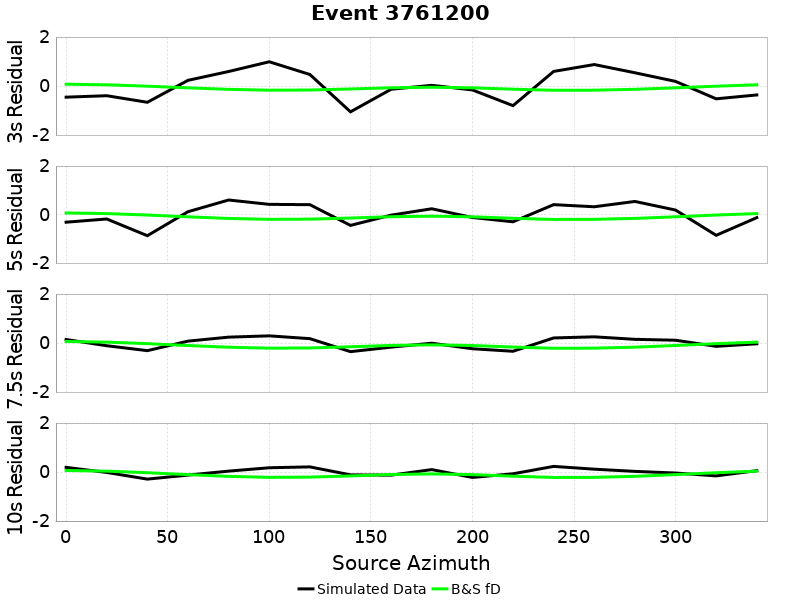 Event 3761200
3s Residual
2
0
-2
5s Residual
2
0
-2
7.5s Residual
2
0
-2
10s Residual
2
0
-2
0 50 100 150 200 250 300
Source Azimuth
Simulated Data B&S fD